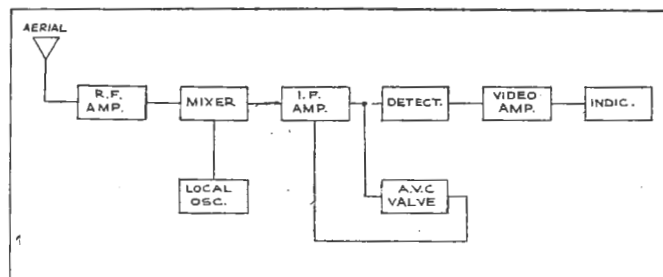 AERIAL
R.F.
AMP.
MIXER
I.F.
AMP.
DETECT.
VIDEO
AMP.
INDIC.
LOCAL
OSC.
A.V.C
VALVE